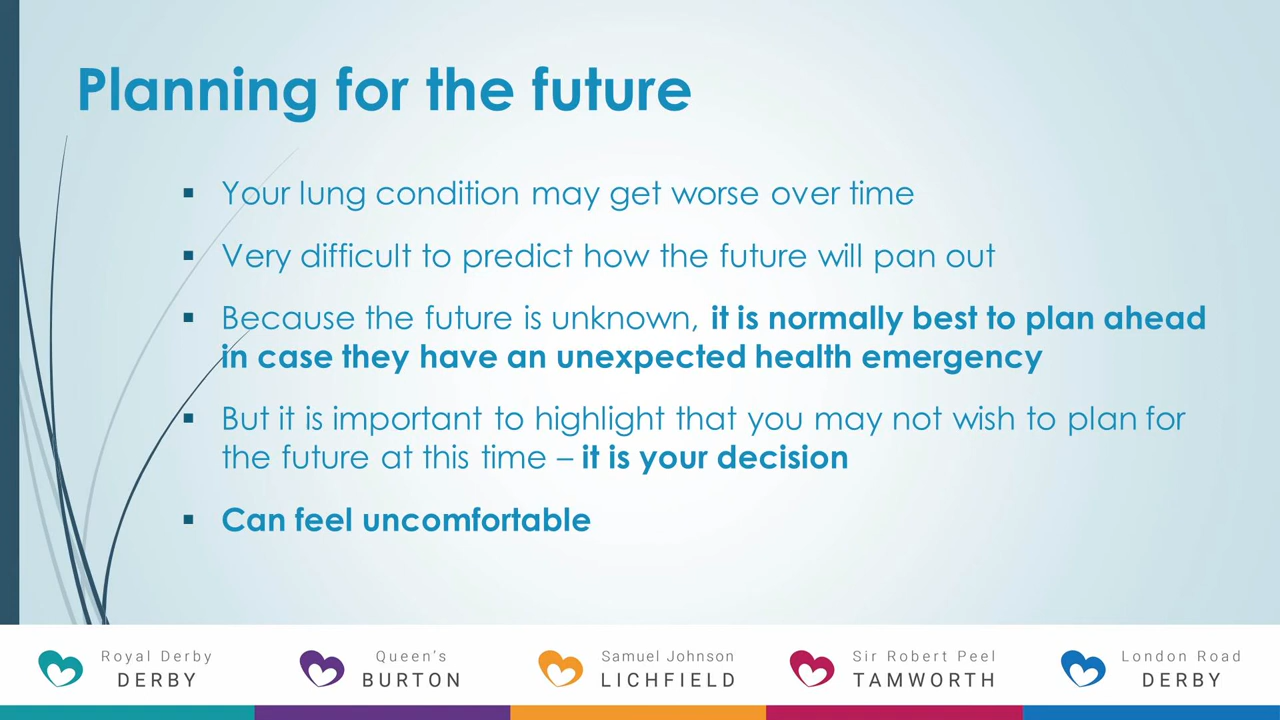 Planning for the future
▪ Your lung condition may get worse over time
▪ Very difficult to predict how the future will pan out
▪ Because the future is unknown, it is normally best to plan ahead
in case they have an unexpected health emergency
▪ But it is important to highlight that you may not wish to plan for
the future at this time – it is your decision
▪ Can feel uncomfortable
Royal Derby
DERBY
Queen's
BURTON
Samuel Johnson
LICHFIELD
Sir Robert Peel
TAMWORTH
London Road
DERBY